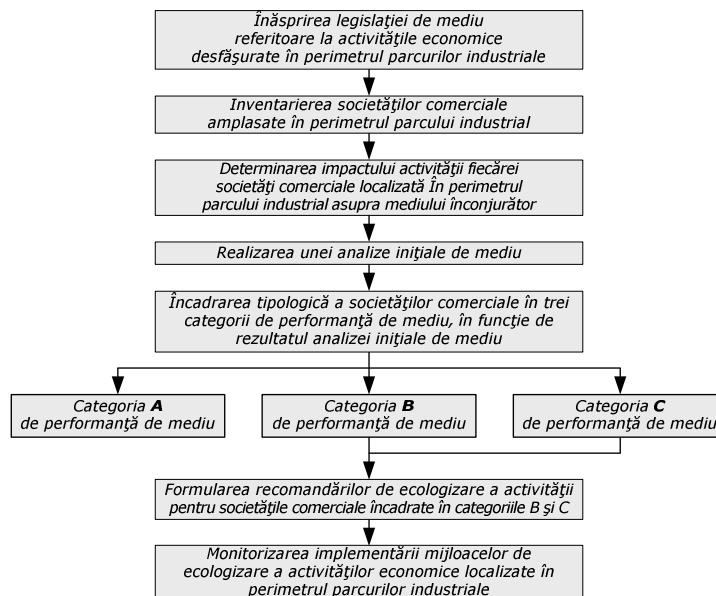 Înăsprirea legislaţiei de mediu
referitoare la activităţile economice
desfăşurate în perimetrul parcurilor industriale
Inventarierea societăţilor comerciale
amplasate în perimetrul parcului industrial
Determinarea impactului activităţii fiecărei
societăţi comerciale localizată În perimetrul
parcului industrial asupra mediului înconjurător
Realizarea unei analize iniţiale de mediu
Încadrarea tipologică a societăţilor comerciale în trei
categorii de performanţă de mediu, în funcţie de
rezultatul analizei iniţiale de mediu
Categoria A
de performanţă de mediu
Categoria B
de performanţă de mediu
Categoria C
de performanţă de mediu
Formularea recomandărilor de ecologizare a activităţii
pentru societăţile comerciale încadrate în categoriile B şi C
Monitorizarea implementării mijloacelor de
ecologizare a activităţilor economice localizate în
perimetrul parcurilor industriale